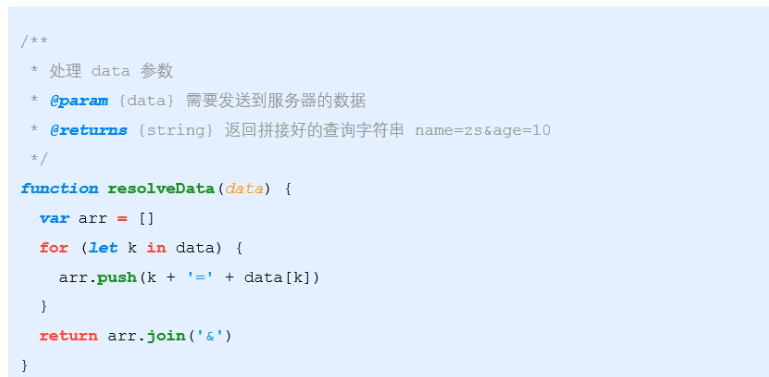 /**
 * 处理 data 参数
 * @param {data} 需要发送到服务器的数据
 * @returns {string} 返回拼接好的查询字符串 name=zs&age=10
 */
function resolveData(data) {
  var arr = []
  for (let k in data) {
    arr.push(k + '=' + data[k])
  }
  return arr.join('&')
}